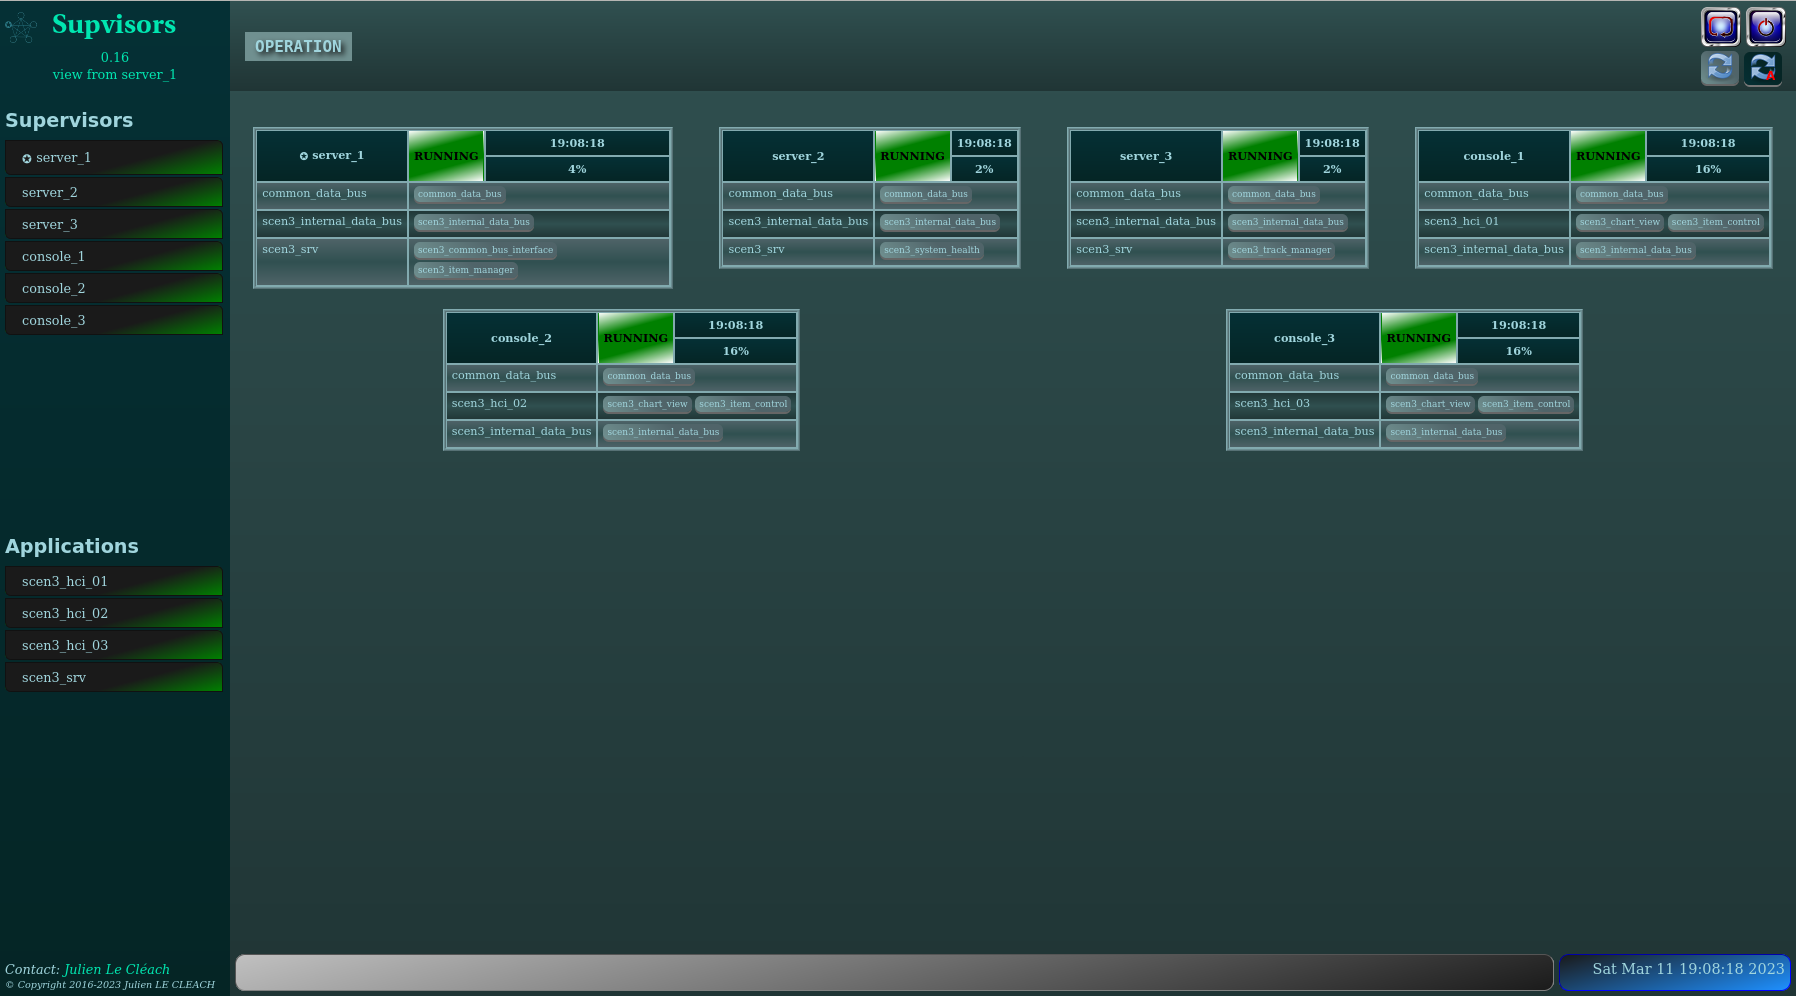 Supvisors
0.16
view from server_1
Supervisors
✪ server_1
server_2
server_3
console_1
console_2
console_3
Applications
scen3_hci_01
scen3_hci_02
scen3_hci_03
scen3_srv
Contact: Julien Le Cléach
© Copyright 2016-2023 Julien LE CLEACH
OPERATION
A
✪ server_1 RUNNING 19:08:18
4%
common_data_bus common_data_bus
scen3_internal_data_bus scen3_internal_data_bus
scen3_srv scen3_common_bus_interface
scen3_item_manager
server_2 RUNNING 19:08:18
2%
common_data_bus common_data_bus
scen3_internal_data_bus scen3_internal_data_bus
scen3_srv scen3_system_health
server_3 RUNNING 19:08:18
2%
common_data_bus common_data_bus
scen3_internal_data_bus scen3_internal_data_bus
scen3_srv scen3_track_manager
console_1 RUNNING 19:08:18
16%
common_data_bus common_data_bus
scen3_hci_01 scen3_chart_view scen3_item_control
scen3_internal_data_bus scen3_internal_data_bus
console_2 RUNNING 19:08:18
16%
common_data_bus common_data_bus
scen3_hci_02 scen3_chart_view scen3_item_control
scen3_internal_data_bus scen3_internal_data_bus
console_3 RUNNING 19:08:18
16%
common_data_bus common_data_bus
scen3_hci_03 scen3_chart_view scen3_item_control
scen3_internal_data_bus scen3_internal_data_bus
Sat Mar 11 19:08:18 2023